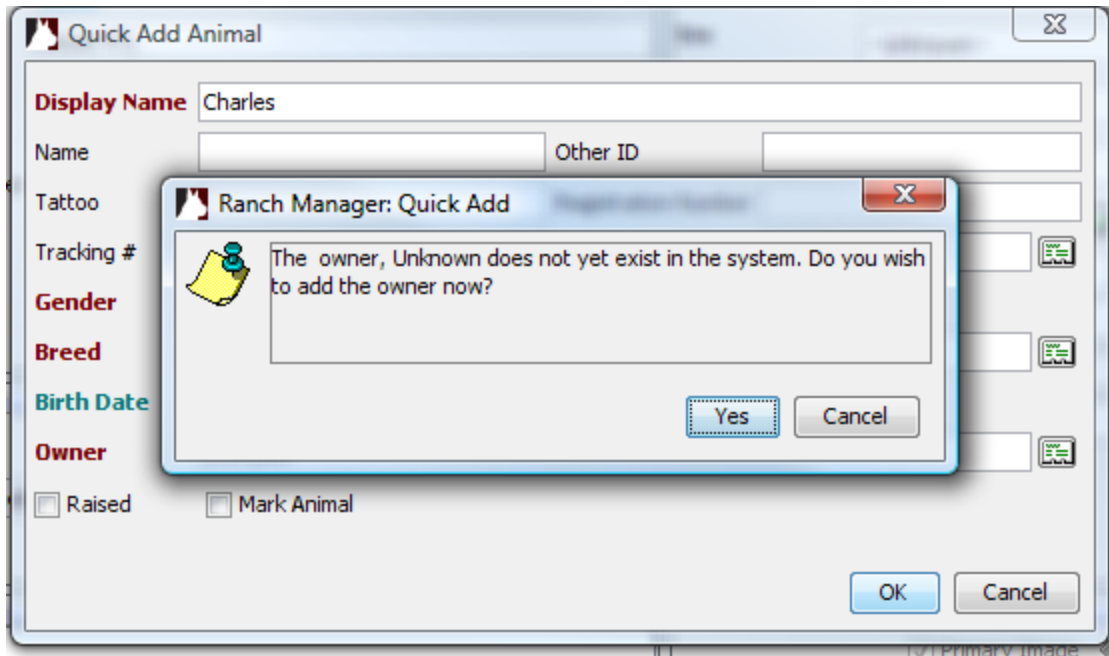 Quick Add Animal
Display Name Charles
Name Other ID
Tattoo
Ranch Manager: Quick Add
Tracking #
The owner, Unknown does not yet exist in the system. Do you wish
to add the owner now?
Gender
Breed
Birth Date
Yes Cancel
Owner
Raised Mark Animal
OK Cancel
Primary Image